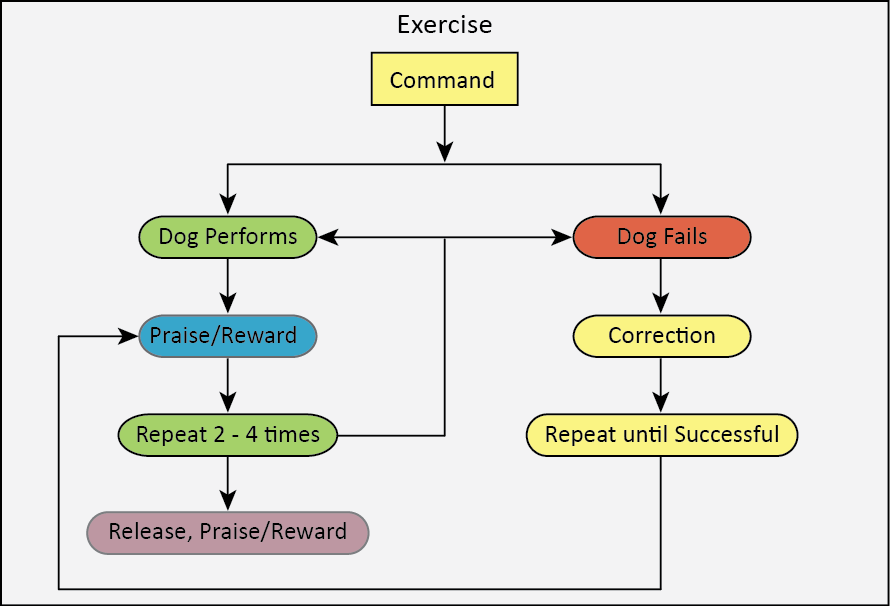 Exercise
Command
Dog Performs
Dog Fails
Praise/Reward
Correction
Repeat 2 - 4 times
Repeat until Successful
Release, Praise/Reward